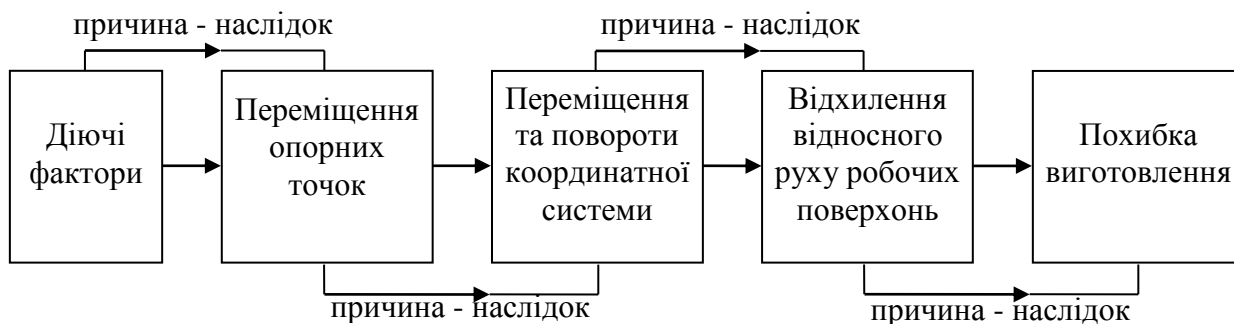 причина - наслідок
причина - наслідок
Діючі
фактори
Переміщення
опорних
точок
Переміщення
та повороти
координатної
системи
Відхилення
відносного
руху робочих
поверхонь
Похибка
виготовлення
причина - наслідок
причина - наслідок